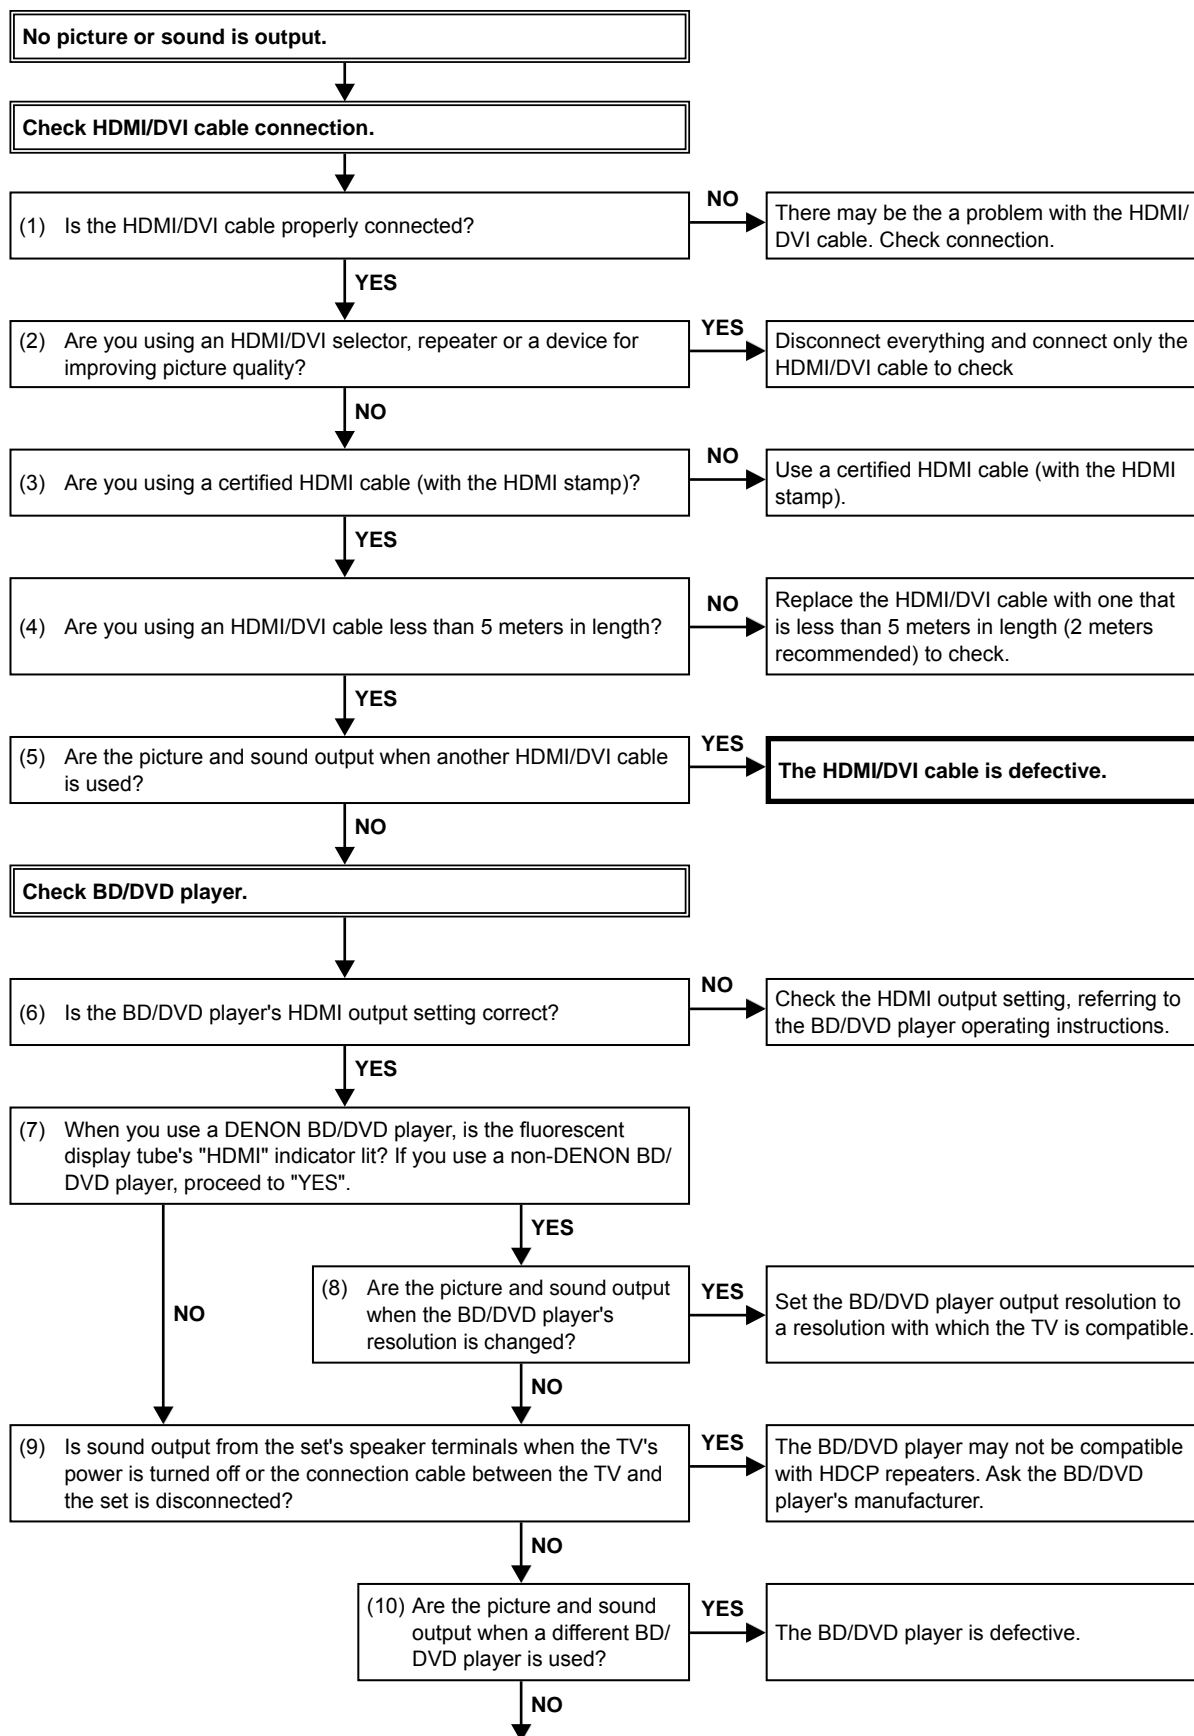 No picture or sound is output.
Check HDMI/DVI cable connection.
(1) Is the HDMI/DVI cable properly connected?
NO
There may be the a problem with the HDMI/
DVI cable. Check connection.
YES
(2) Are you using an HDMI/DVI selector, repeater or a device for
improving picture quality?
YES
Disconnect everything and connect only the
HDMI/DVI cable to check
NO
(3) Are you using a certified HDMI cable (with the HDMI stamp)?
NO
Use a certified HDMI cable (with the HDMI
stamp).
YES
(4) Are you using an HDMI/DVI cable less than 5 meters in length?
NO
Replace the HDMI/DVI cable with one that
is less than 5 meters in length (2 meters
recommended) to check.
YES
(5) Are the picture and sound output when another HDMI/DVI cable
is used?
YES
The HDMI/DVI cable is defective.
NO
Check BD/DVD player.
(6) Is the BD/DVD player's HDMI output setting correct?
NO
Check the HDMI output setting, referring to
the BD/DVD player operating instructions.
YES
(7) When you use a DENON BD/DVD player, is the fluorescent
display tube's "HDMI" indicator lit? If you use a non-DENON BD/
DVD player, proceed to "YES".
YES
NO
(8) Are the picture and sound output
when the BD/DVD player's
resolution is changed?
YES
Set the BD/DVD player output resolution to
a resolution with which the TV is compatible.
NO
(9) Is sound output from the set's speaker terminals when the TV's
power is turned off or the connection cable between the TV and
the set is disconnected?
YES
The BD/DVD player may not be compatible
with HDCP repeaters. Ask the BD/DVD
player's manufacturer.
NO
(10) Are the picture and sound
output when a different BD/
DVD player is used?
YES
The BD/DVD player is defective.
NO